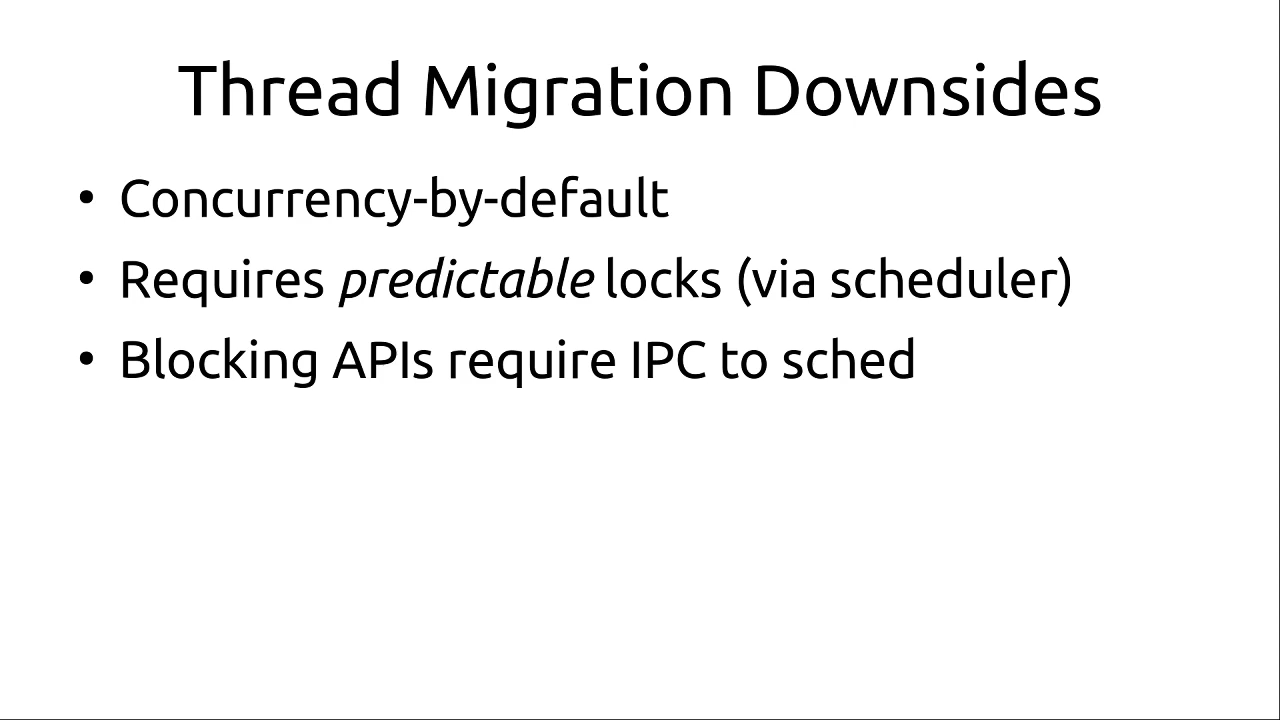 Thread Migration Downsides
• Concurrency-by-default
• Requires predictable locks (via scheduler)
• Blocking APIs require IPC to sched